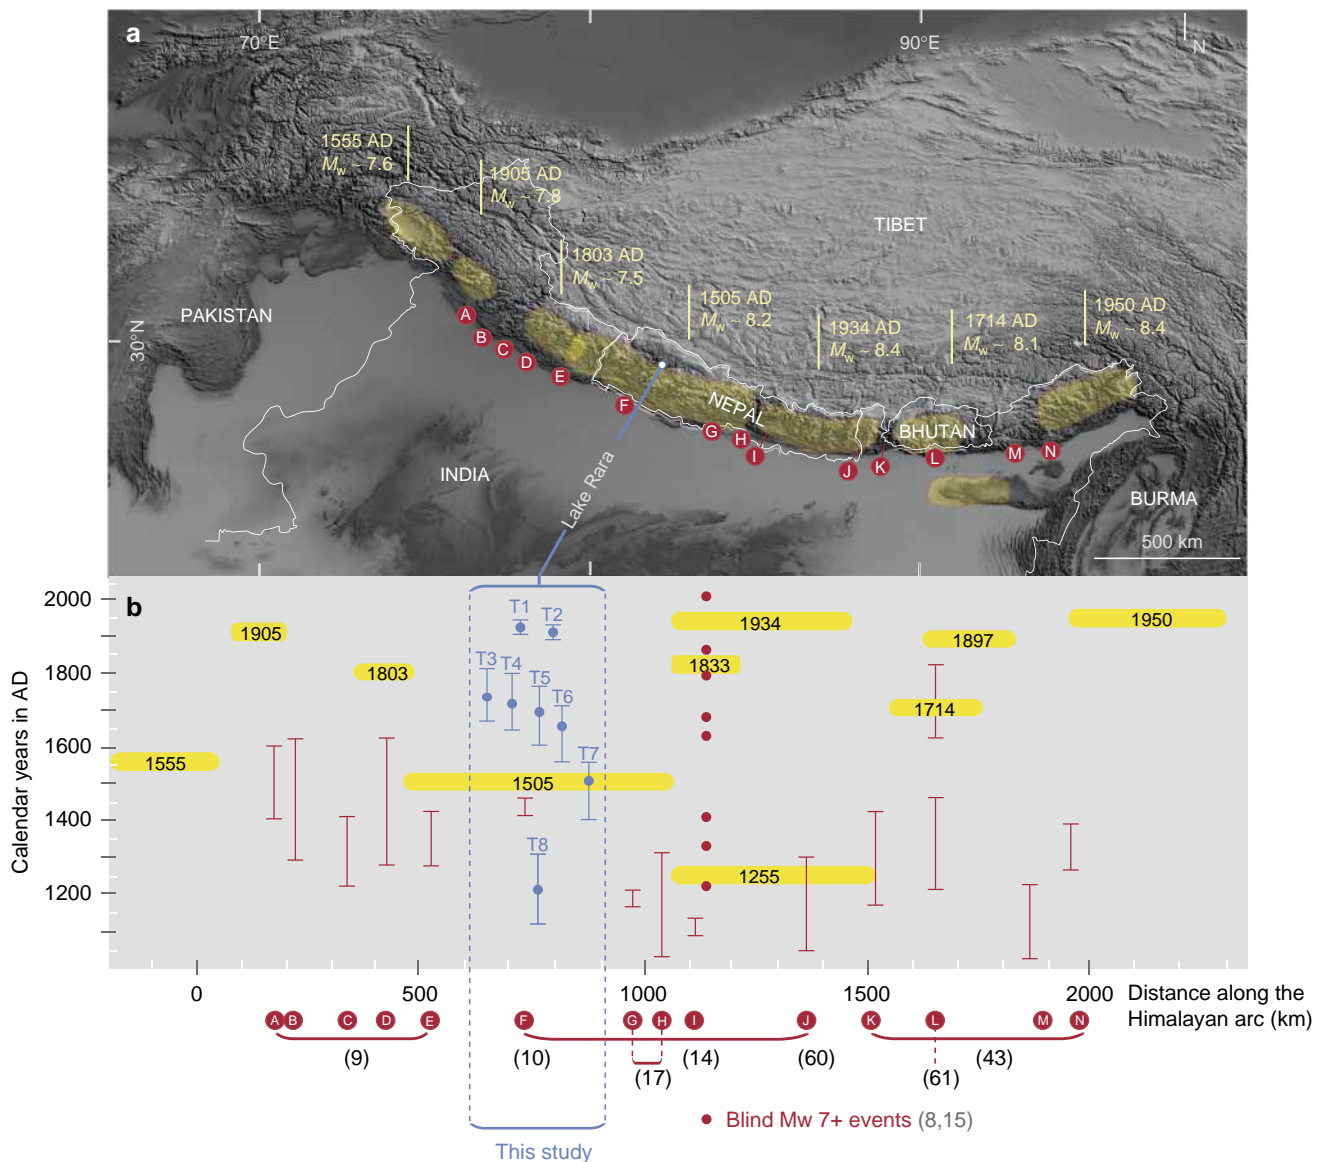 a
70°E
90°E
N
1555 AD
Mw ~ 7.6
1905 AD
Mw ~ 7.8
TIBET
1803 AD
Mw ~ 7.5
1505 AD
Mw ~ 8.2
1934 AD
Mw ~ 8.4
1714 AD
Mw ~ 8.1
1950 AD
Mw ~ 8.4
PAKISTAN
30°N
A
B
C
D
E
F
G
H
I
J
K
L
M
N
NEPAL
BHUTAN
INDIA
Lake Rara
BURMA
500 km
b
Calendar years in AD
2000
1800
1600
1400
1200
1905
1803
1555
T1
T2
T3
T4
T5
T6
T7
T8
1505
1934
1833
1255
1897
1714
1950
0
500
1000
1500
2000
Distance along the
Himalayan arc (km)
A B C D E F G H I J K L M N
(9)
(10)
(14)
(60)
(43)
(17)
(61)
Blind Mw 7+ events (8,15)
This study